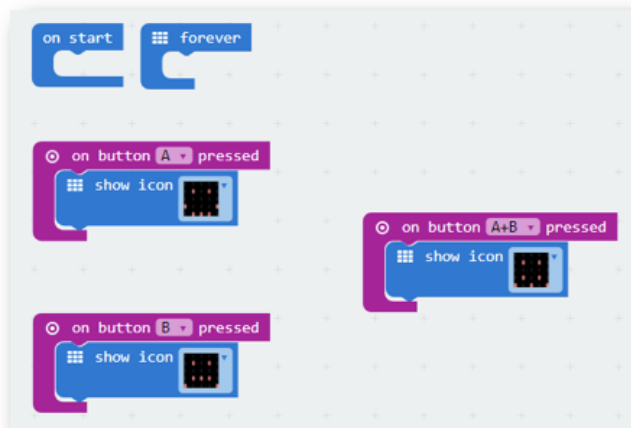 on start
forever
on button A pressed
show icon
on button A+B pressed
show icon
on button B pressed
show icon